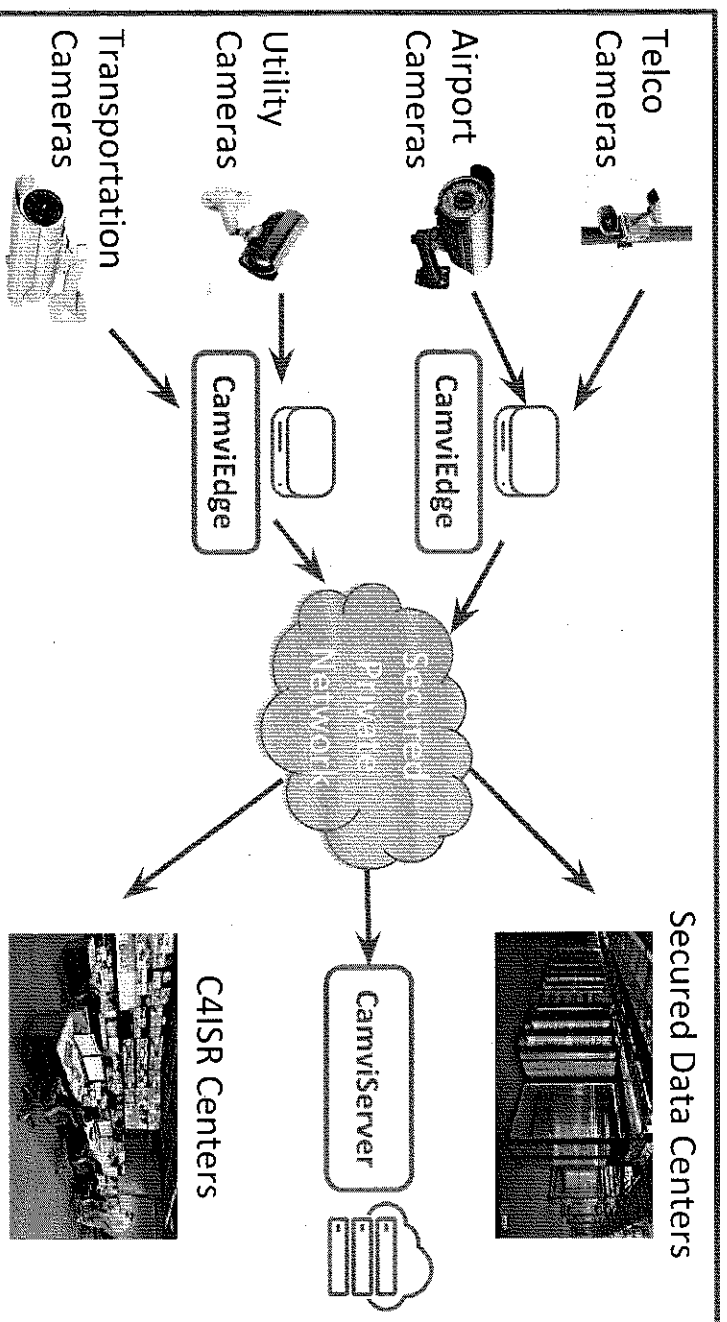 Telco
Cameras
Airport
Cameras
Utility
Cameras
Transportation
Cameras
CamviEdge
CamviEdge
Secured
Private
Network
Secured Data Centers
CamviServer
C4ISR Centers